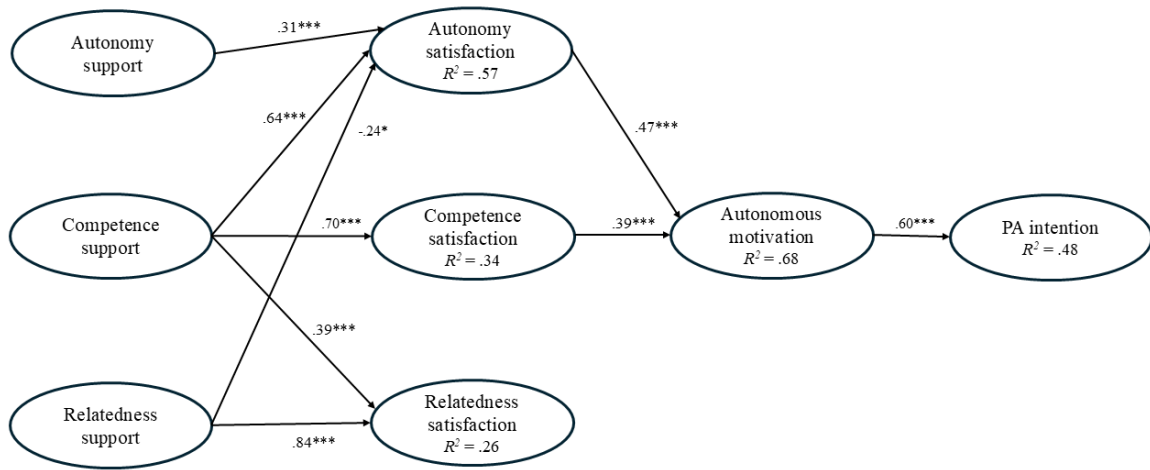 Autonomy
support
.31***
Autonomy
satisfaction
R² = .57
.64***
-.24*
.47***
Competence
support
.70***
Competence
satisfaction
R² = .34
.39***
Autonomous
motivation
R² = .68
.60***
PA intention
R² = .48
.39***
Relatedness
support
.84***
Relatedness
satisfaction
R² = .26